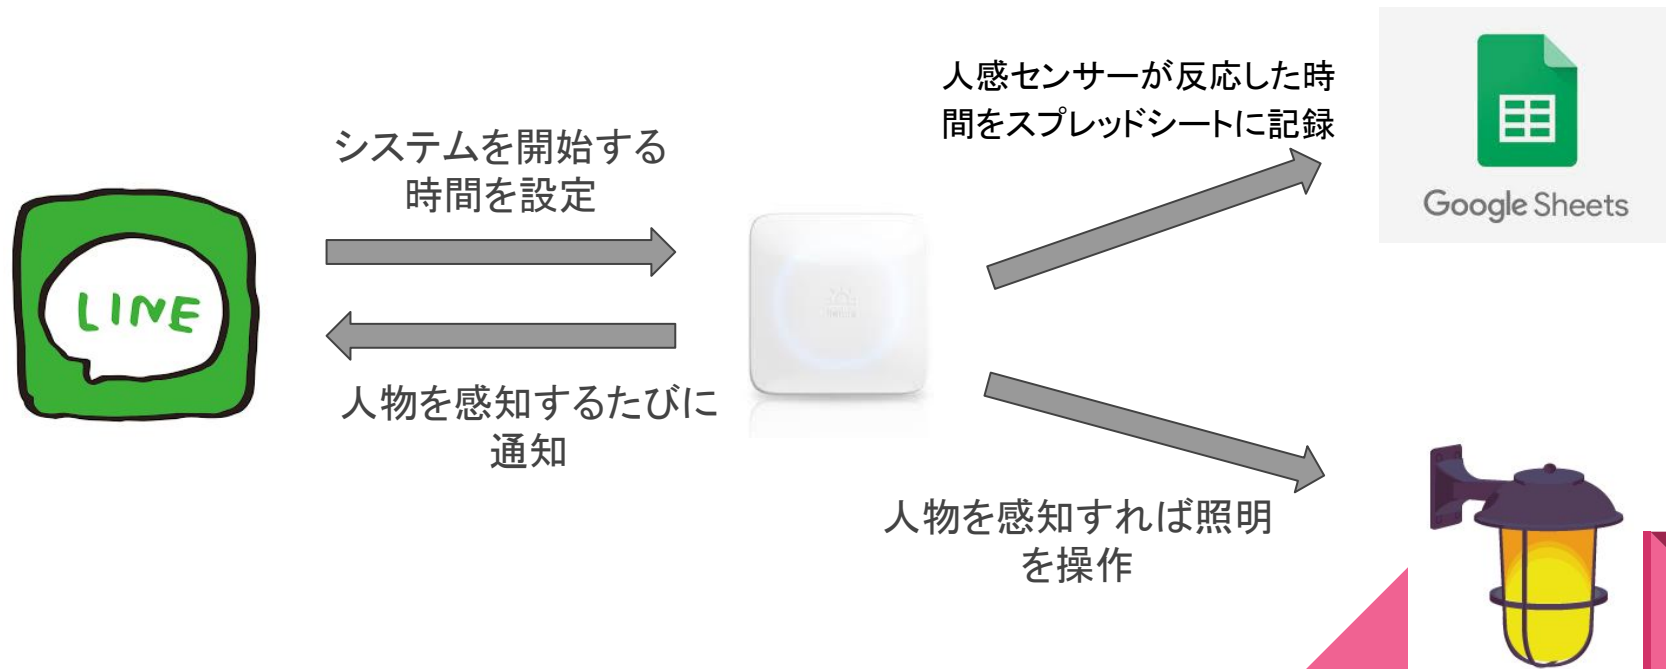 人感センサーが反応した時
間をスプレッドシートに記録
Google Sheets
システムを開始する
時間を設定
LINE
人物を感知するたびに
通知
人物を感知すれば照明
を操作